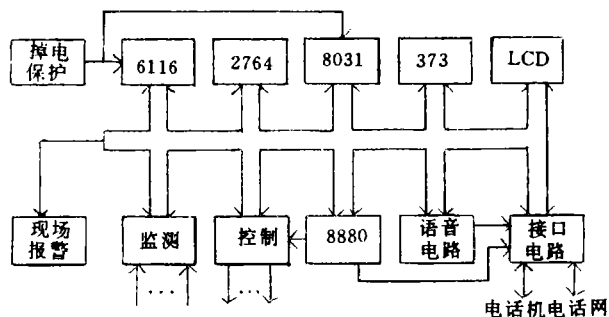 掉电
保护
6116
2764
8031
373
LCD
现场
报警
监测
控制
8880
语音
电路
接口
电路
...
...
电话机电话网